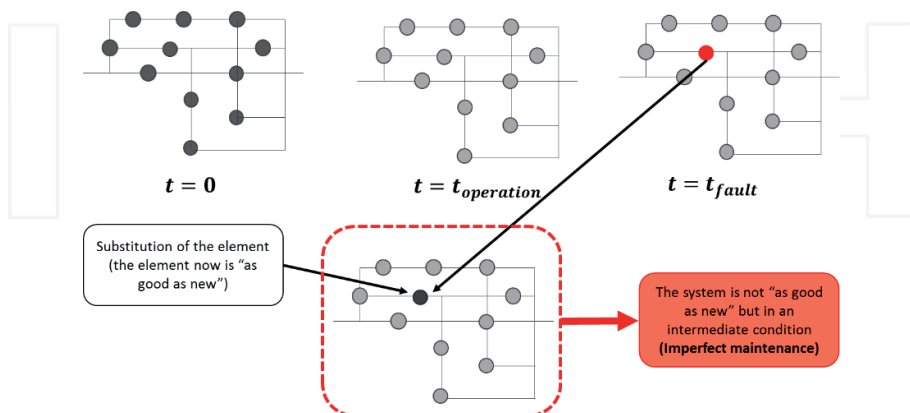 t = 0
t = t_operation
t = t_fault
Substitution of the element
(the element now is “as
good as new”)
The system is not “as good
as new” but in an
intermediate condition
(Imperfect maintenance)